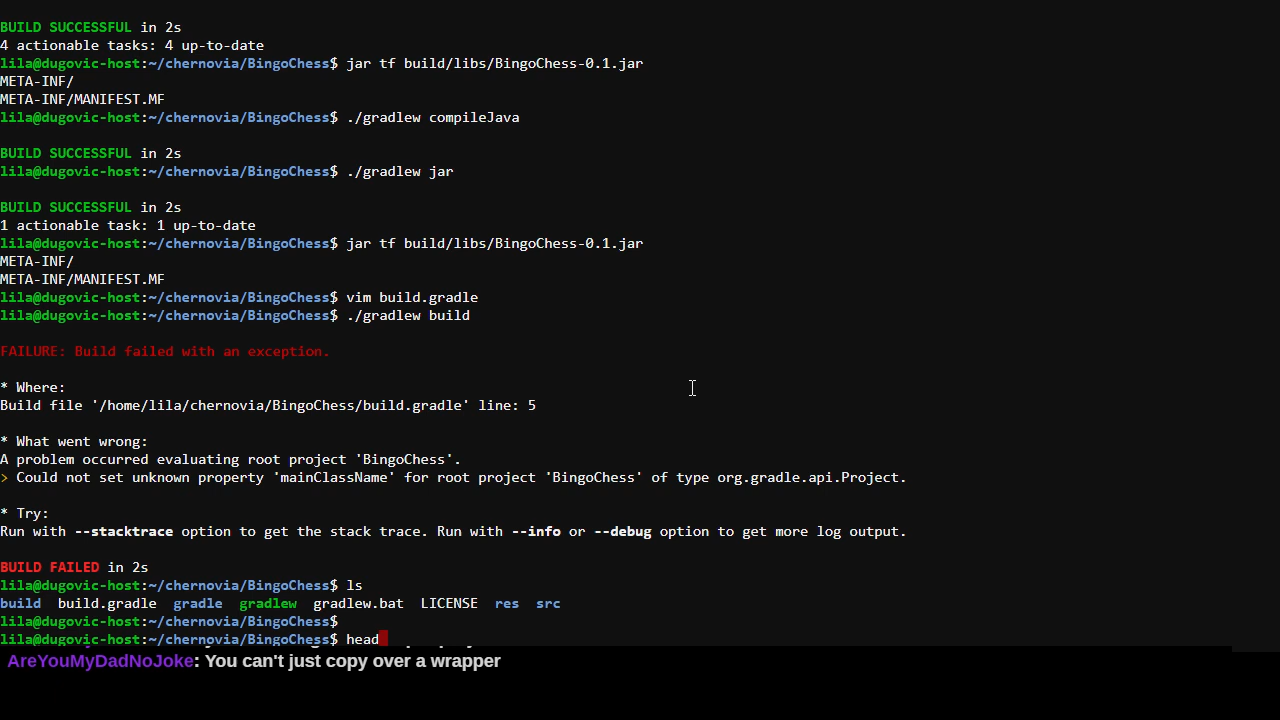 BUILD SUCCESSFUL in 2s
4 actionable tasks: 4 up-to-date
lila@dugovic-host:~/chernovia/BingoChess$ jar tf build/libs/BingoChess-0.1.jar
META-INF/
META-INF/MANIFEST.MF
lila@dugovic-host:~/chernovia/BingoChess$ ./gradlew compileJava
BUILD SUCCESSFUL in 2s
lila@dugovic-host:~/chernovia/BingoChess$ ./gradlew jar
BUILD SUCCESSFUL in 2s
1 actionable task: 1 up-to-date
lila@dugovic-host:~/chernovia/BingoChess$ jar tf build/libs/BingoChess-0.1.jar
META-INF/
META-INF/MANIFEST.MF
lila@dugovic-host:~/chernovia/BingoChess$ vim build.gradle
lila@dugovic-host:~/chernovia/BingoChess$ ./gradlew build
FAILURE: Build failed with an exception.
* Where:
Build file '/home/lila/chernovia/BingoChess/build.gradle' line: 5
* What went wrong:
A problem occurred evaluating root project 'BingoChess'.
> Could not set unknown property 'mainClassName' for root project 'BingoChess' of type org.gradle.api.Project.
* Try:
Run with --stacktrace option to get the stack trace. Run with --info or --debug option to get more log output.
BUILD FAILED in 2s
lila@dugovic-host:~/chernovia/BingoChess$ ls
build build.gradle gradle gradlew gradlew.bat LICENSE res src
lila@dugovic-host:~/chernovia/BingoChess$
lila@dugovic-host:~/chernovia/BingoChess$ head
AreYouMyDadNoJoke: You can't just copy over a wrapper